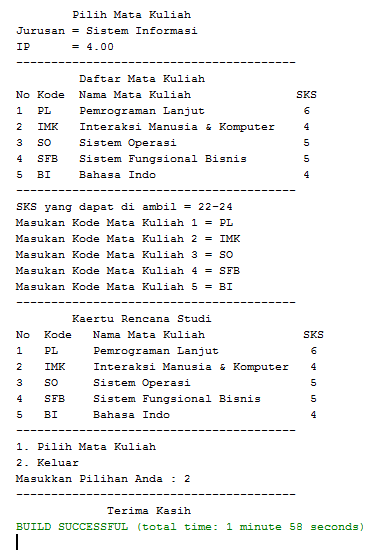 Pilih Mata Kuliah
Jurusan = Sistem Informasi
IP      = 4.00
----------------------------------------
Daftar Mata Kuliah
No Kode  Nama Mata Kuliah               SKS
1  PL    Pemrograman Lanjut              6
2  IMK   Interaksi Manusia & Komputer    4
3  SO    Sistem Operasi                  5
4  SFB   Sistem Fungsional Bisnis        5
5  BI    Bahasa Indo                     4
----------------------------------------
SKS yang dapat di ambil = 22-24
Masukan Kode Mata Kuliah 1 = PL
Masukan Kode Mata Kuliah 2 = IMK
Masukan Kode Mata Kuliah 3 = SO
Masukan Kode Mata Kuliah 4 = SFB
Masukan Kode Mata Kuliah 5 = BI
----------------------------------------
Kaertu Rencana Studi
No  Kode   Nama Mata Kuliah              SKS
1   PL     Pemrograman Lanjut             6
2   IMK    Interaksi Manusia & Komputer   4
3   SO     Sistem Operasi                 5
4   SFB    Sistem Fungsional Bisnis       5
5   BI     Bahasa Indo                    4
----------------------------------------
1. Pilih Mata Kuliah
2. Keluar
Masukkan Pilihan Anda : 2
----------------------------------------
Terima Kasih
BUILD SUCCESSFUL (total time: 1 minute 58 seconds)